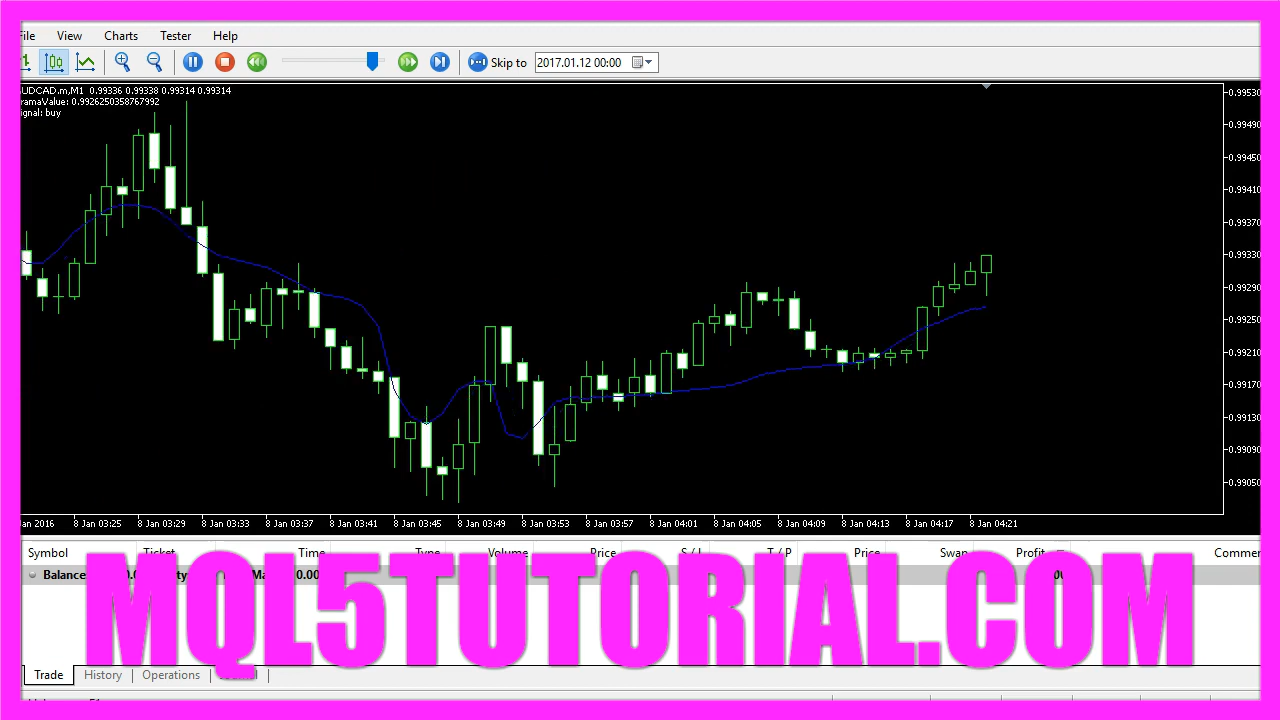 File View Charts Tester Help
Skip to 2017.01.12 00:00
UDCAD.m,M1 0.99336 0.99338 0.99314 0.99314
ramaValue: 0.9926250358767992
ignal: buy
0.99530
0.99490
0.99450
0.99410
0.99370
0.99330
0.99290
0.99250
0.99210
0.99170
0.99130
0.99090
0.99050
an 2016 8 Jan 03:25 8 Jan 03:29 8 Jan 03:33 8 Jan 03:37 8 Jan 03:41 8 Jan 03:45 8 Jan 03:49 8 Jan 03:53 8 Jan 03:57 8 Jan 04:01 8 Jan 04:05 8 Jan 04:09 8 Jan 04:13 8 Jan 04:17 8 Jan 04:21
Symbol Ticket Time Type Volume Price S / L T / P Price Swap Profit Commen
Balance
MQL5TUTORIAL.COM
Trade History Operations